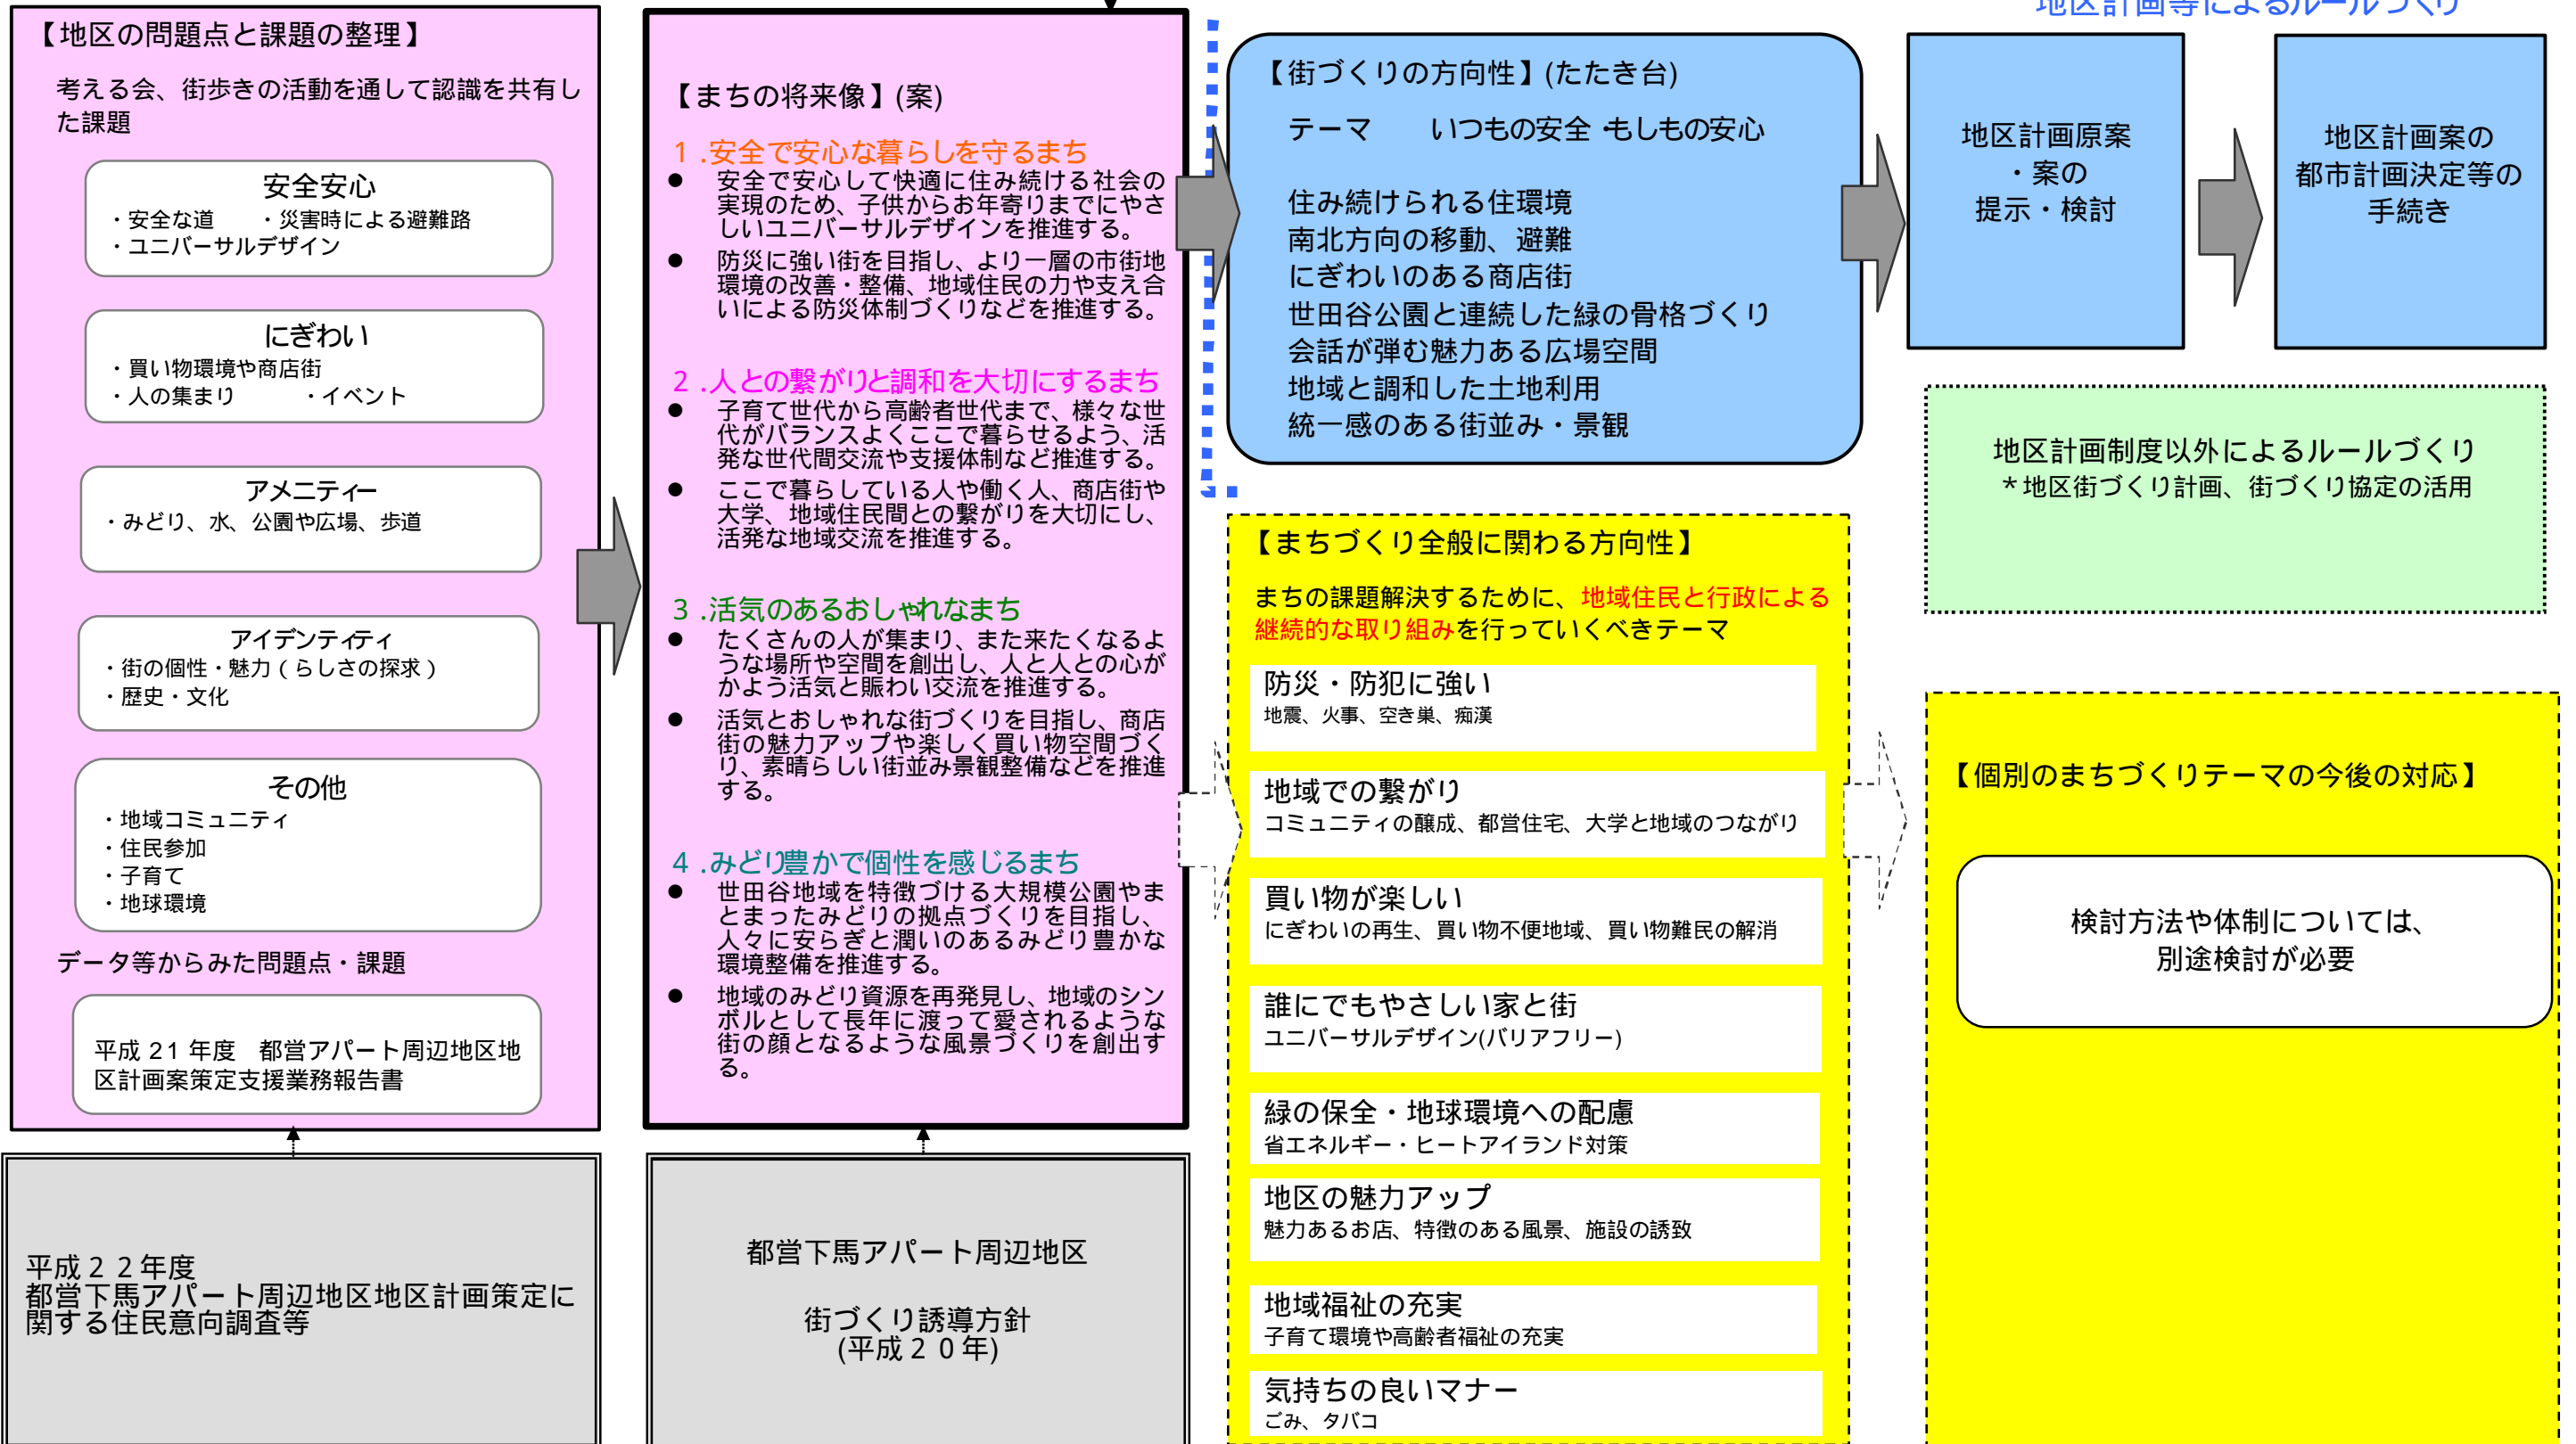 地区計画等によるルールづくり
【地区の問題点と課題の整理】
考える会、街歩きの活動を通して認識を共有し
た課題
安全安心
・安全な道　・災害時による避難路
・ユニバーサルデザイン
にぎわい
・買い物環境や商店街
・人の集まり　　・イベント
アメニティー
・みどり、水、公園や広場、歩道
アイデンティティ
・街の個性・魅力（らしさの探求）
・歴史・文化
その他
・地域コミュニティ
・住民参加
・子育て
・地球環境
データ等からみた問題点・課題
平成 21 年度　都営アパート周辺地区地
区計画案策定支援業務報告書
平成２２年度
都営下馬アパート周辺地区地区計画策定に
関する住民意向調査等
【まちの将来像】(案)
１.安全で安心な暮らしを守るまち
● 安全で安心して快適に住み続ける社会の
実現のため、子供からお年寄りまでにやさ
しいユニバーサルデザインを推進する。
● 防災に強い街を目指し、より一層の市街地
環境の改善・整備、地域住民の力や支え合
いによる防災体制づくりなどを推進する。
２.人との繋がりと調和を大切にするまち
● 子育て世代から高齢者世代まで、様々な世
代がバランスよくここで暮らせるよう、活
発な世代間交流や支援体制など推進する。
● ここで暮らしている人や働く人、商店街や
大学、地域住民間との繋がりを大切にし、
活発な地域交流を推進する。
３.活気のあるおしゃれなまち
● たくさんの人が集まり、また来たくなるよ
うな場所や空間を創出し、人と人との心が
かよう活気と賑わい交流を推進する。
● 活気とおしゃれな街づくりを目指し、商店
街の魅力アップや楽しく買い物空間づく
り、素晴らしい街並み景観整備などを推進
する。
４.みどり豊かで個性を感じるまち
● 世田谷地域を特徴づける大規模公園やま
とまったみどりの拠点づくりを目指し、
人々に安らぎと潤いのあるみどり豊かな
環境整備を推進する。
● 地域のみどり資源を再発見し、地域のシン
ボルとして長年に渡って愛されるような
街の顔となるような風景づくりを創出す
る。
都営下馬アパート周辺地区
街づくり誘導方針
(平成２０年)
【街づくりの方向性】(たたき台)
テーマ　いつもの安全・もしもの安心
住み続けられる住環境
南北方向の移動、避難
にぎわいのある商店街
世田谷公園と連続した緑の骨格づくり
会話が弾む魅力ある広場空間
地域と調和した土地利用
統一感のある街並み・景観
【まちづくり全般に関わる方向性】
まちの課題解決するために、地域住民と行政による
継続的な取り組みを行っていくべきテーマ
防災・防犯に強い
地震、火事、空き巣、痴漢
地域での繋がり
コミュニティの醸成、都営住宅、大学と地域のつながり
買い物が楽しい
にぎわいの再生、買い物不便地域、買い物難民の解消
誰にでもやさしい家と街
ユニバーサルデザイン(バリアフリー)
緑の保全・地球環境への配慮
省エネルギー・ヒートアイランド対策
地区の魅力アップ
魅力あるお店、特徴のある風景、施設の誘致
地域福祉の充実
子育て環境や高齢者福祉の充実
気持ちの良いマナー
ごみ、タバコ
地区計画原案
・案の
提示・検討
地区計画案の
都市計画決定等の
手続き
地区計画制度以外によるルールづくり
＊地区街づくり計画、街づくり協定の活用
【個別のまちづくりテーマの今後の対応】
検討方法や体制については、
別途検討が必要